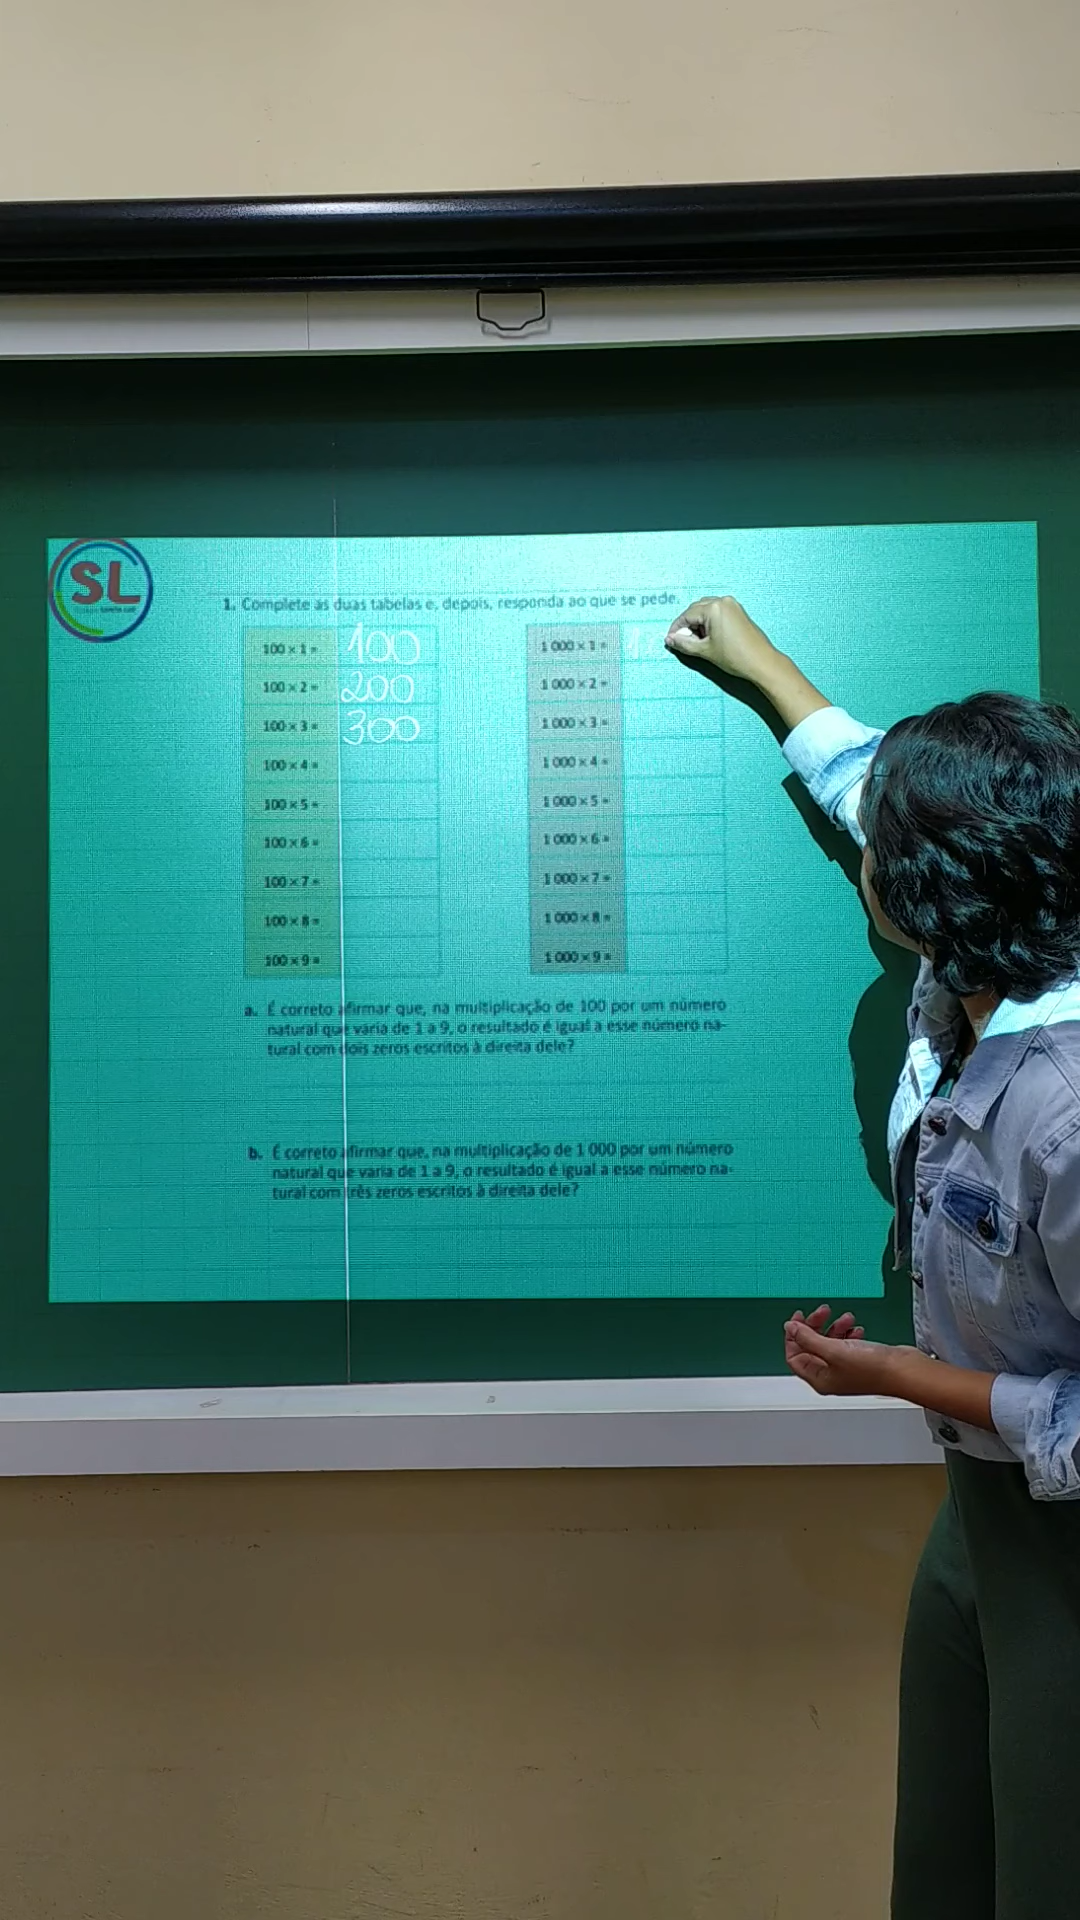 SL
1. Complete as duas tabelas e, depois, responda ao que se pede.
100 × 1 = 100
100 × 2 = 200
100 × 3 = 300
100 × 4 =
100 × 5 =
100 × 6 =
100 × 7 =
100 × 8 =
100 × 9 =
1 000 × 1 = 1
1 000 × 2 =
1 000 × 3 =
1 000 × 4 =
1 000 × 5 =
1 000 × 6 =
1 000 × 7 =
1 000 × 8 =
1 000 × 9 =
a. É correto afirmar que, na multiplicação de 100 por um número
natural que varia de 1 a 9, o resultado é igual a esse número na-
tural com dois zeros escritos à direita dele?
b. É correto afirmar que, na multiplicação de 1 000 por um número
natural que varia de 1 a 9, o resultado é igual a esse número na-
tural com três zeros escritos à direita dele?